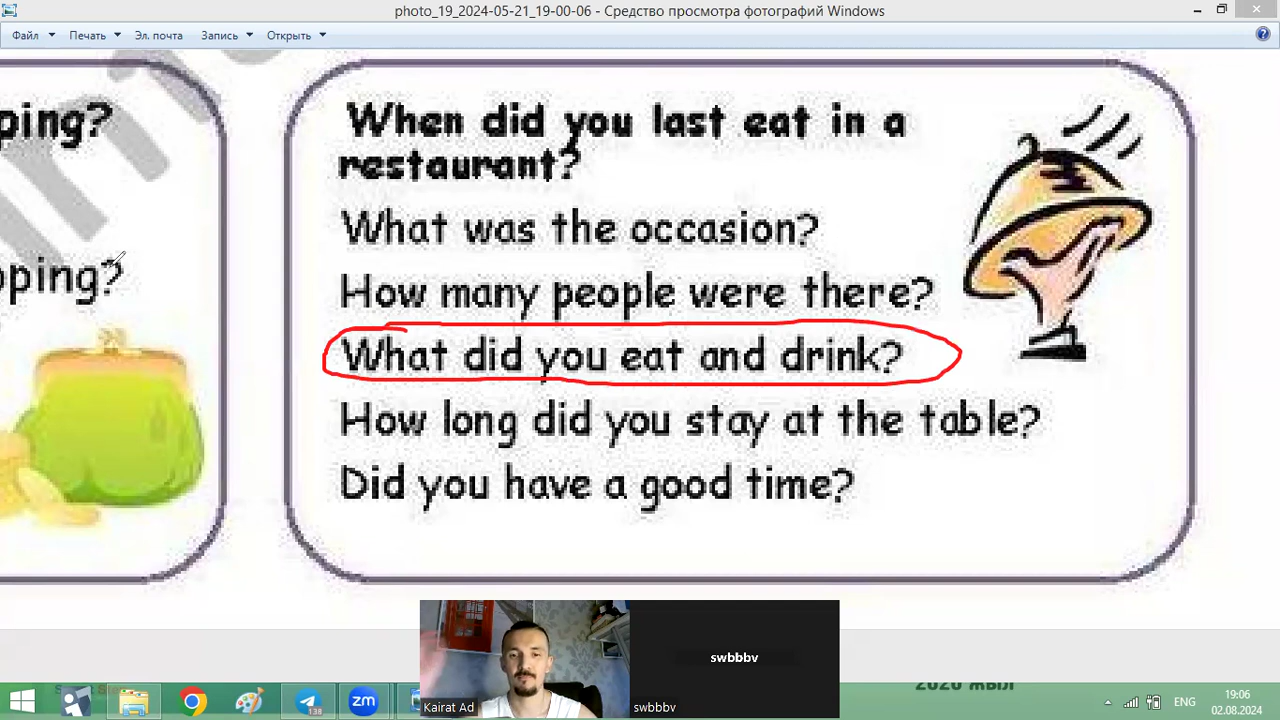 photo_19_2024-05-21_19-00-06 - Средство просмотра фотографий Windows
Файл Печать Эл. почта Запись Открыть
When did you last eat in a
restaurant?
What was the occasion?
How many people were there?
What did you eat and drink?
How long did you stay at the table?
Did you have a good time?
ping?
pping?
swbbbv
Kairat Ad
swbbbv
138
zm
ENG
19:06
02.08.2024